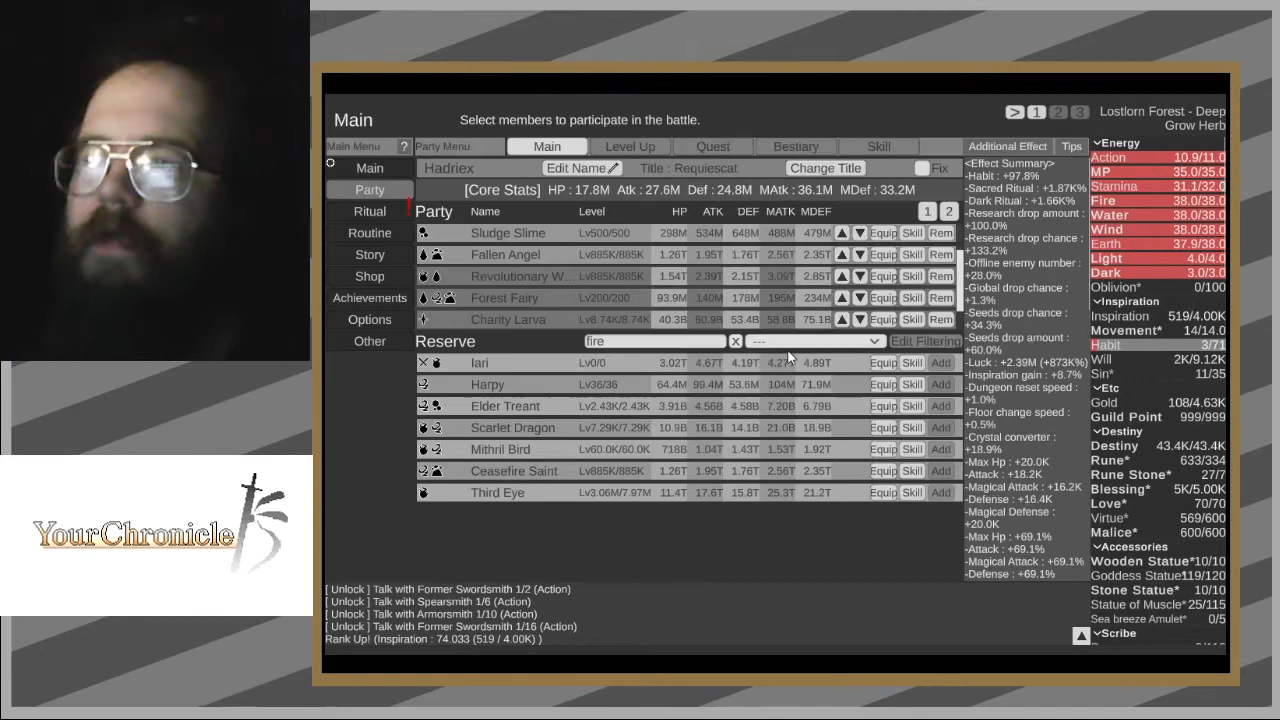 Main
Select members to participate in the battle.
> 1 2 3
Lostlorn Forest - Deep
Grow Herb
Main Menu ?
Party Menu Main Level Up Quest Bestiary Skill
Additional Effect Tips
Main
Party
Ritual
Routine
Story
Shop
Achievements
Options
Other
Hadriex Edit Name Title : Requiescat Change Title Fix
[Core Stats] HP : 17.8M Atk : 27.6M Def : 24.8M MAtk : 36.1M MDef : 33.2M
Party Name Level HP ATK DEF MATK MDEF 1 2
Sludge Slime Lv500/500 298M 534M 648M 488M 479M Equip Skill Rem
Fallen Angel Lv885K/885K 1.26T 1.95T 1.76T 2.56T 2.35T Equip Skill Rem
Revolutionary W... Lv885K/885K 1.54T 2.39T 2.15T 3.09T 2.85T Equip Skill Rem
Forest Fairy Lv200/200 93.9M 140M 178M 195M 234M Equip Skill Rem
Charity Larva Lv8.74K/8.74K 40.3B 60.9B 53.4B 58.6B 75.1B Equip Skill Rem
Reserve fire X --- Edit Filtering
Iari Lv0/0 3.02T 4.67T 4.19T 4.27T 4.89T Equip Skill Add
Harpy Lv36/36 64.4M 99.4M 53.6M 104M 71.9M Equip Skill Add
Elder Treant Lv2.43K/2.43K 3.91B 4.56B 4.58B 7.20B 6.79B Equip Skill Add
Scarlet Dragon Lv7.29K/7.29K 10.9B 16.1B 14.1B 21.0B 18.9B Equip Skill Add
Mithril Bird Lv60.0K/60.0K 718B 1.04T 1.43T 1.53T 1.92T Equip Skill Add
Ceasefire Saint Lv885K/885K 1.26T 1.95T 1.76T 2.56T 2.35T Equip Skill Add
Third Eye Lv3.06M/7.97M 11.4T 17.6T 15.8T 25.3T 21.2T Equip Skill Add
<Effect Summary>
-Habit : +97.8%
-Sacred Ritual : +1.87K%
-Dark Ritual : +1.66K%
-Research drop amount :
+100.0%
-Research drop chance :
+133.2%
-Offline enemy number :
+28.0%
-Global drop chance :
+1.3%
-Seeds drop chance :
+34.3%
-Seeds drop amount :
+60.0%
-Luck : +2.39M (+873K%)
-Inspiration gain : +8.7%
-Dungeon reset speed :
+1.0%
-Floor change speed :
+0.5%
-Crystal converter :
+18.9%
-Max Hp : +20.0K
-Attack : +18.2K
-Magical Attack : +16.2K
-Defense : +16.4K
-Magical Defense :
+20.0K
-Max Hp : +69.1%
-Attack : +69.1%
-Magical Attack : +69.1%
-Defense : +69.1%
Energy
Action 10.9/11.0
MP 35.0/35.0
Stamina 31.1/32.0
Fire 38.0/38.0
Water 38.0/38.0
Wind 38.0/38.0
Earth 37.9/38.0
Light 4.0/4.0
Dark 3.0/3.0
Oblivion* 0/100
Inspiration
Inspiration 519/4.00K
Movement* 14/14.0
Habit 3/71
Will 2K/9.12K
Sin* 11/35
Etc
Gold 108/4.63K
Guild Point 999/999
Destiny
Destiny 43.4K/43.4K
Rune* 633/334
Rune Stone* 27/7
Blessing* 5K/5.00K
Love* 70/70
Virtue* 569/600
Malice* 600/600
Accessories
Wooden Statue* 10/10
Goddess Statue* 119/120
Stone Statue* 10/10
Statue of Muscle* 25/115
Sea breeze Amulet* 0/5
Scribe
YourChronicle
[ Unlock ] Talk with Former Swordsmith 1/2 (Action)
[ Unlock ] Talk with Spearsmith 1/6 (Action)
[ Unlock ] Talk with Armorsmith 1/10 (Action)
[ Unlock ] Talk with Former Swordsmith 1/16 (Action)
Rank Up! (Inspiration : 74.033 (519 / 4.00K) )